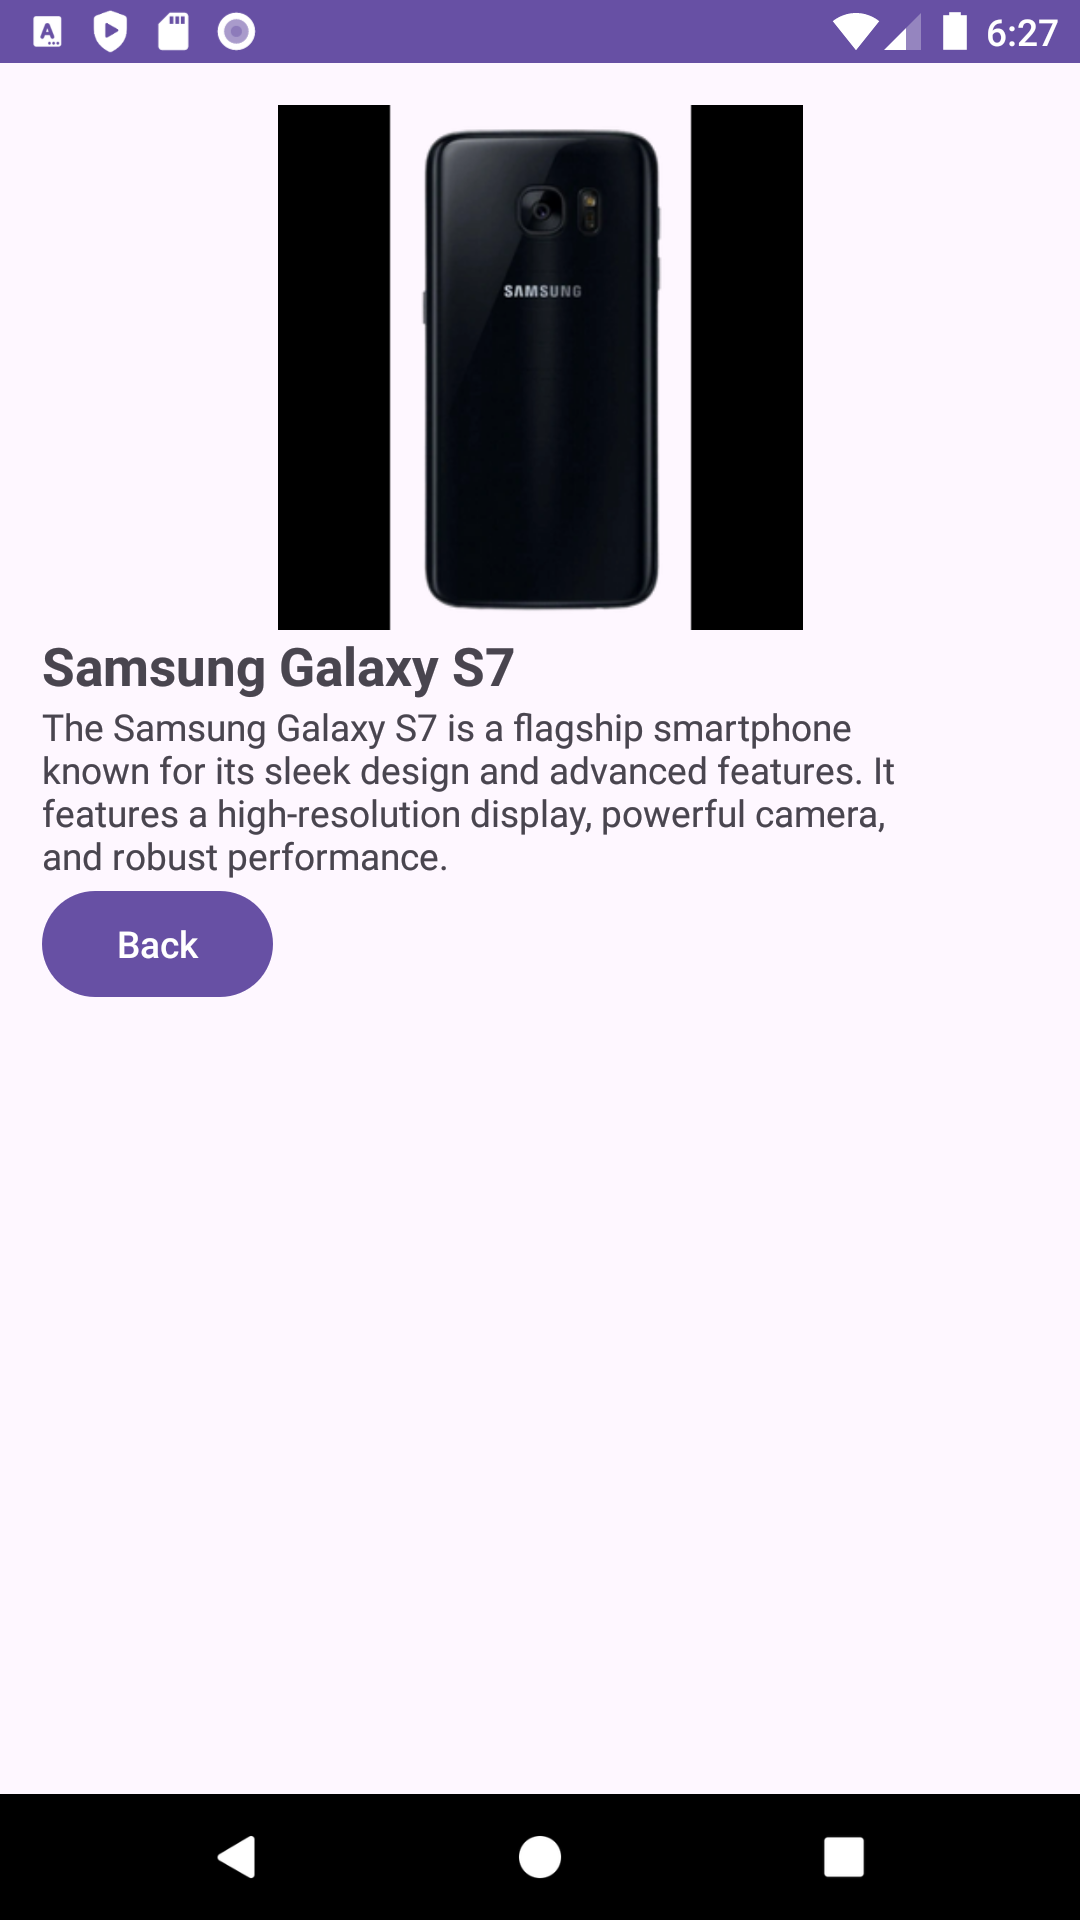 6:27
SAMSUNG
Samsung Galaxy S7
The Samsung Galaxy S7 is a flagship smartphone
known for its sleek design and advanced features. It
features a high-resolution display, powerful camera,
and robust performance.
Back